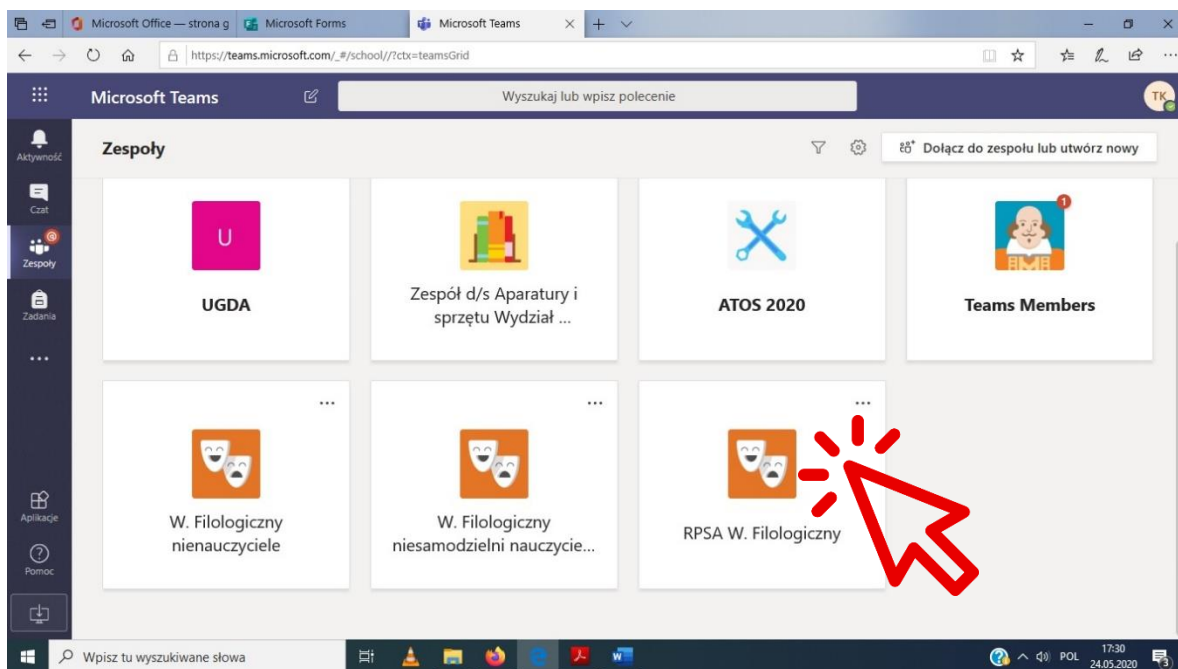 Microsoft Office — strona g
Microsoft Forms
Microsoft Teams
https://teams.microsoft.com/_#/school//?ctx=teamsGrid
Microsoft Teams
Wyszukaj lub wpisz polecenie
TK
Aktywność
Czat
Zespoły
Zadania
Aplikacje
Pomoc
Zespoły
Dołącz do zespołu lub utwórz nowy
U
UGDA
Zespół d/s Aparatury i
sprzętu Wydział ...
ATOS 2020
1
Teams Members
W. Filologiczny
nienauczyciele
W. Filologiczny
niesamodzielni nauczycie...
RPSA W. Filologiczny
Wpisz tu wyszukiwane słowa
POL
17:30
24.05.2020
3